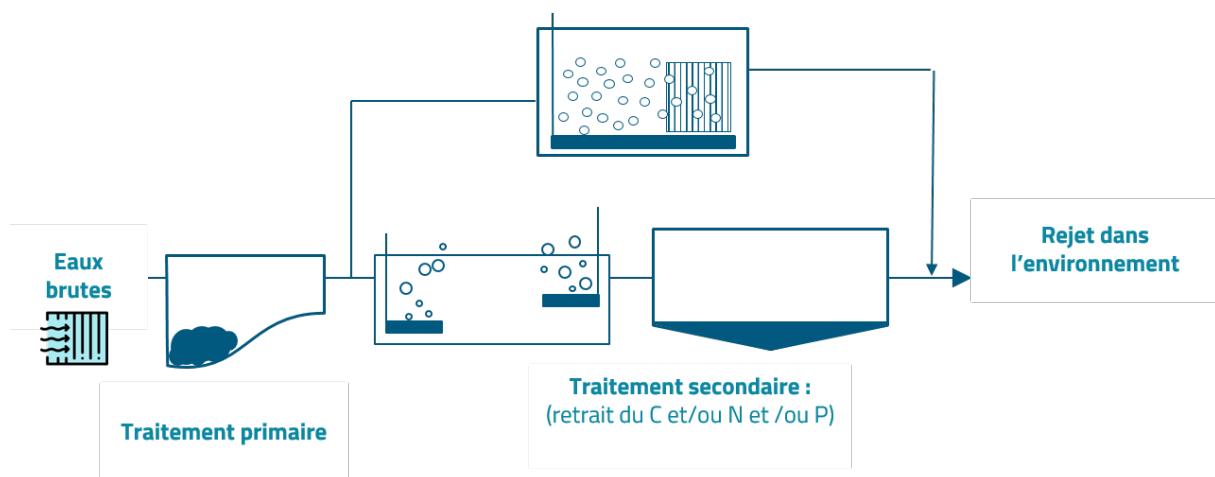 Eaux
brutes
Rejet dans
l'environnement
Traitement primaire
Traitement secondaire :
(retrait du C et/ou N et /ou P)